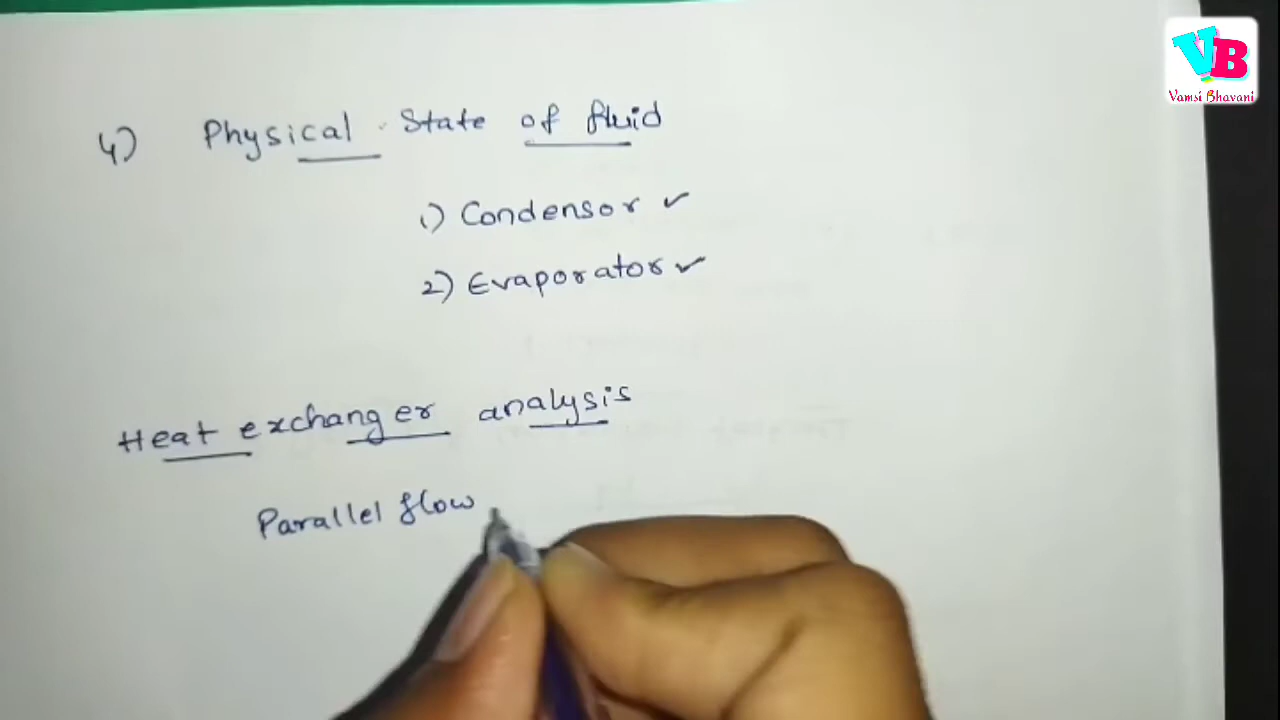 VB
Vamsi Bhavani
4) Physical State of fluid
1) Condensor ✓
2) Evaporator ✓
Heat exchanger analysis
Parallel flow